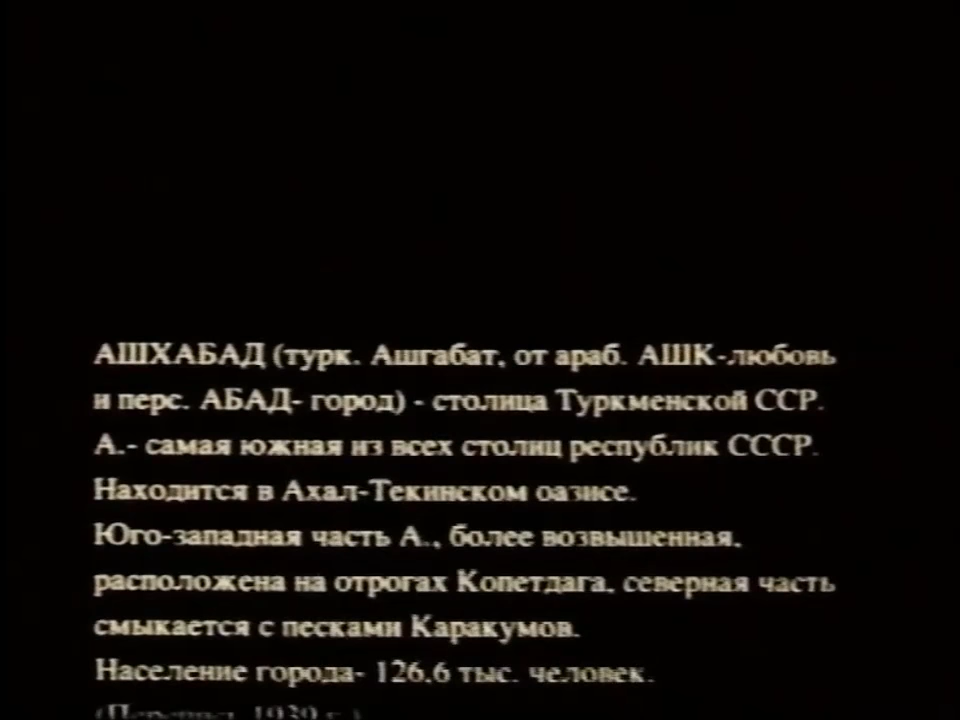 АШХАБАД (турк. Ашгабат, от араб. АШК-любовь
и перс. АБАД- город) - столица Туркменской ССР.
А.- самая южная из всех столиц республик СССР.
Находится в Ахал-Текинском оазисе.
Юго-западная часть А., более возвышенная,
расположена на отрогах Копетдага, северная часть
смыкается с песками Каракумов.
Население города- 126,6 тыс. человек.
1939 г.)